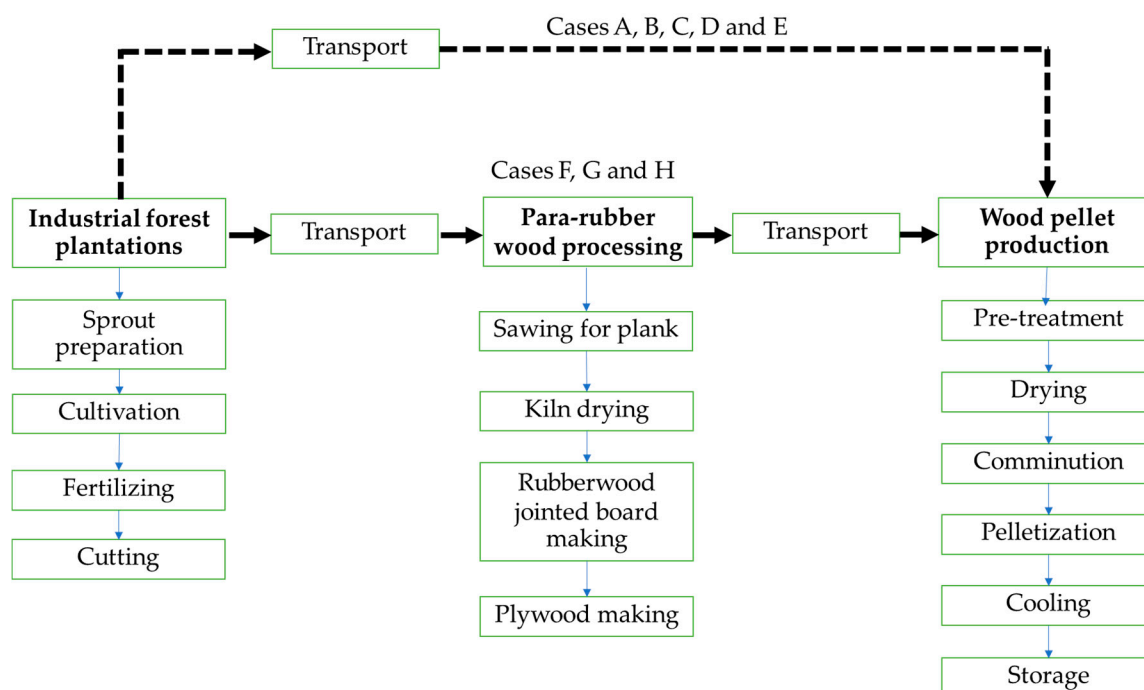 Cases A, B, C, D and E
Transport
Cases F, G and H
Industrial forest
plantations
Transport
Para-rubber
wood processing
Transport
Wood pellet
production
Sprout
preparation
Cultivation
Fertilizing
Cutting
Sawing for plank
Kiln drying
Rubberwood
jointed board
making
Plywood making
Pre-treatment
Drying
Comminution
Pelletization
Cooling
Storage